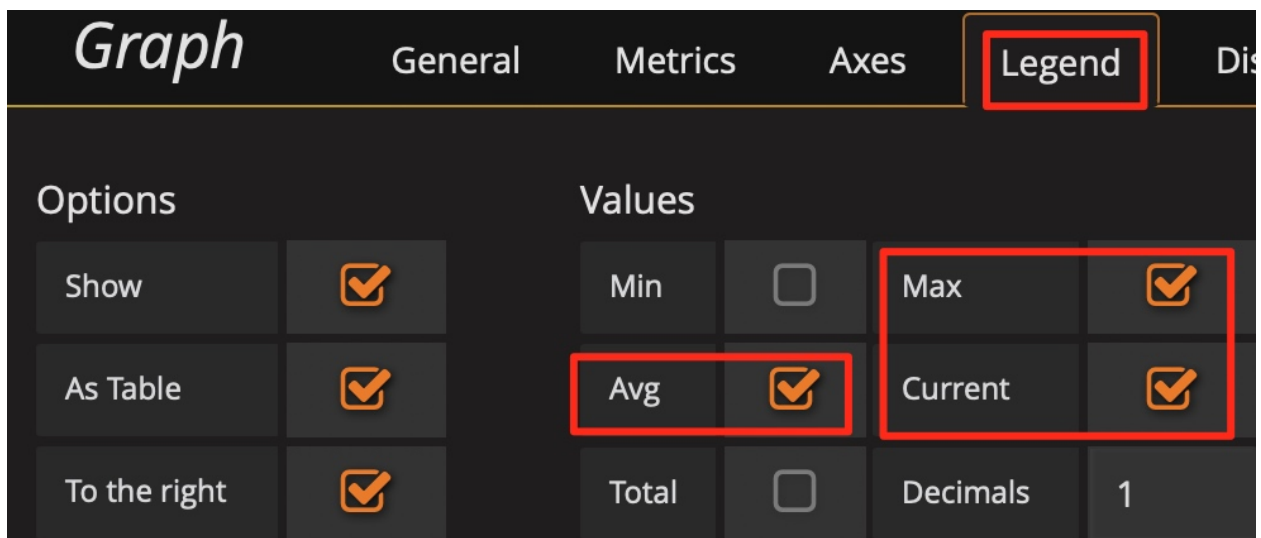 Graph General Metrics Axes Legend Dis
Options Values
Show Min Max
As Table Avg Current
To the right Total Decimals 1